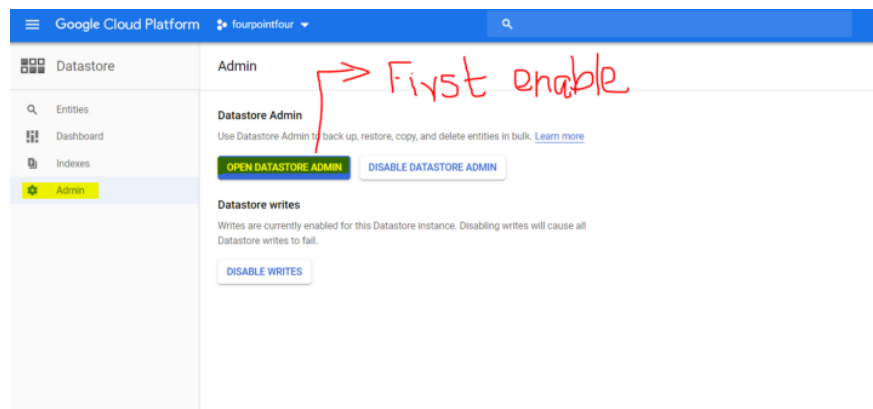 Google Cloud Platform fourpointfour
Datastore
Admin
First enable
Entities
Dashboard
Indexes
Admin
Datastore Admin
Use Datastore Admin to back up, restore, copy, and delete entities in bulk. Learn more
OPEN DATASTORE ADMIN DISABLE DATASTORE ADMIN
Datastore writes
Writes are currently enabled for this Datastore instance. Disabling writes will cause all
Datastore writes to fail.
DISABLE WRITES